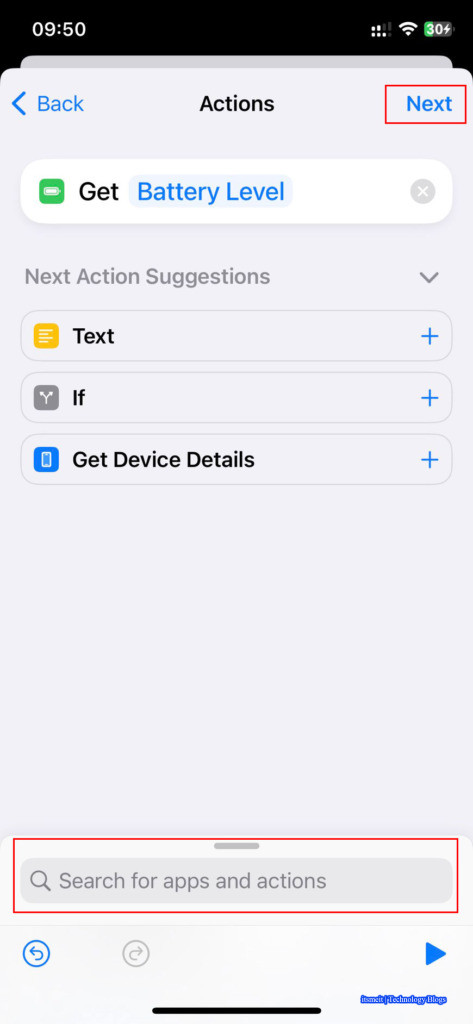 09:50
30
Back
Actions
Next
Get Battery Level
Next Action Suggestions
Text
If
Get Device Details
Search for apps and actions
itsmeit | Technology Blogs